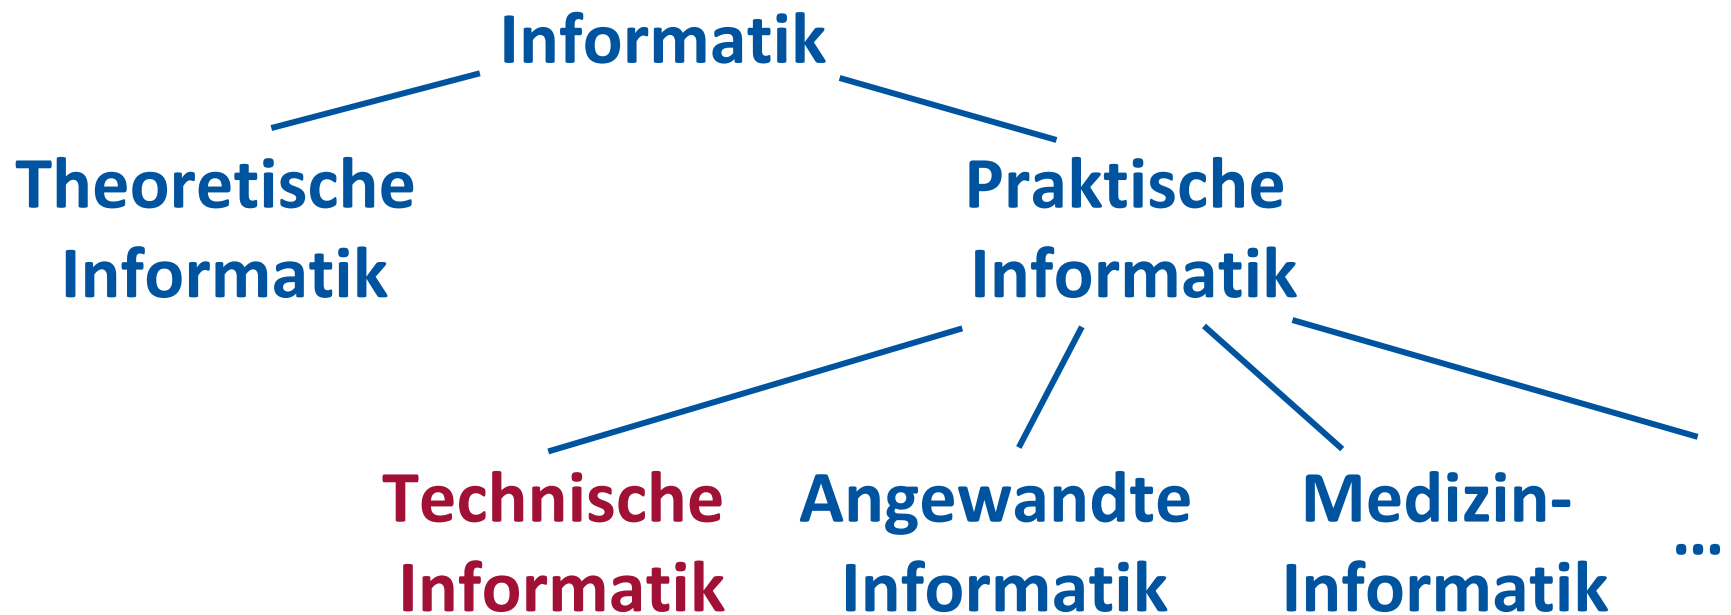 Informatik
Theoretische
Informatik
Praktische
Informatik
Technische
Informatik
Angewandte
Informatik
Medizin-
Informatik
...